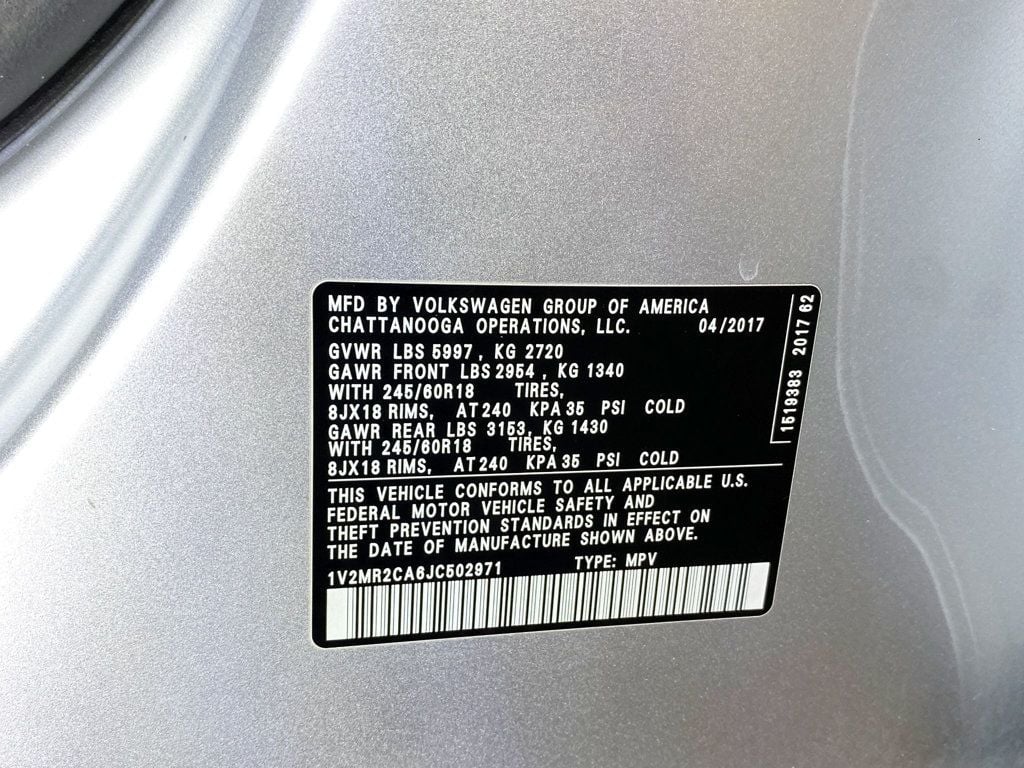 MFD BY VOLKSWAGEN GROUP OF AMERICA
CHATTANOOGA OPERATIONS, LLC. 04/2017
GVWR LBS 5997, KG 2720
GAWR FRONT LBS 2954, KG 1340
WITH 245/60R18 TIRES,
8JX18 RIMS, AT 240 KPA 35 PSI COLD
GAWR REAR LBS 3153, KG 1430
WITH 245/60R18 TIRES,
8JX18 RIMS, AT 240 KPA 35 PSI COLD
THIS VEHICLE CONFORMS TO ALL APPLICABLE U.S.
FEDERAL MOTOR VEHICLE SAFETY AND
THEFT PREVENTION STANDARDS IN EFFECT ON
THE DATE OF MANUFACTURE SHOWN ABOVE.
1V2MR2CA6JC502971 TYPE: MPV
1519383 2017 62